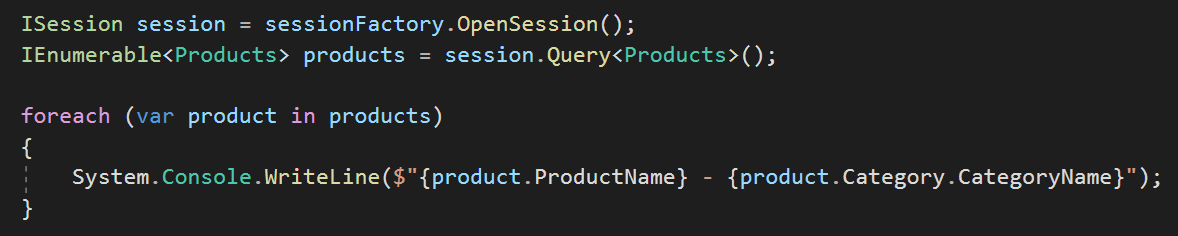 ISession session = sessionFactory.OpenSession();
IEnumerable<Products> products = session.Query<Products>();
foreach (var product in products)
{
System.Console.WriteLine($"{product.ProductName} - {product.Category.CategoryName}");
}